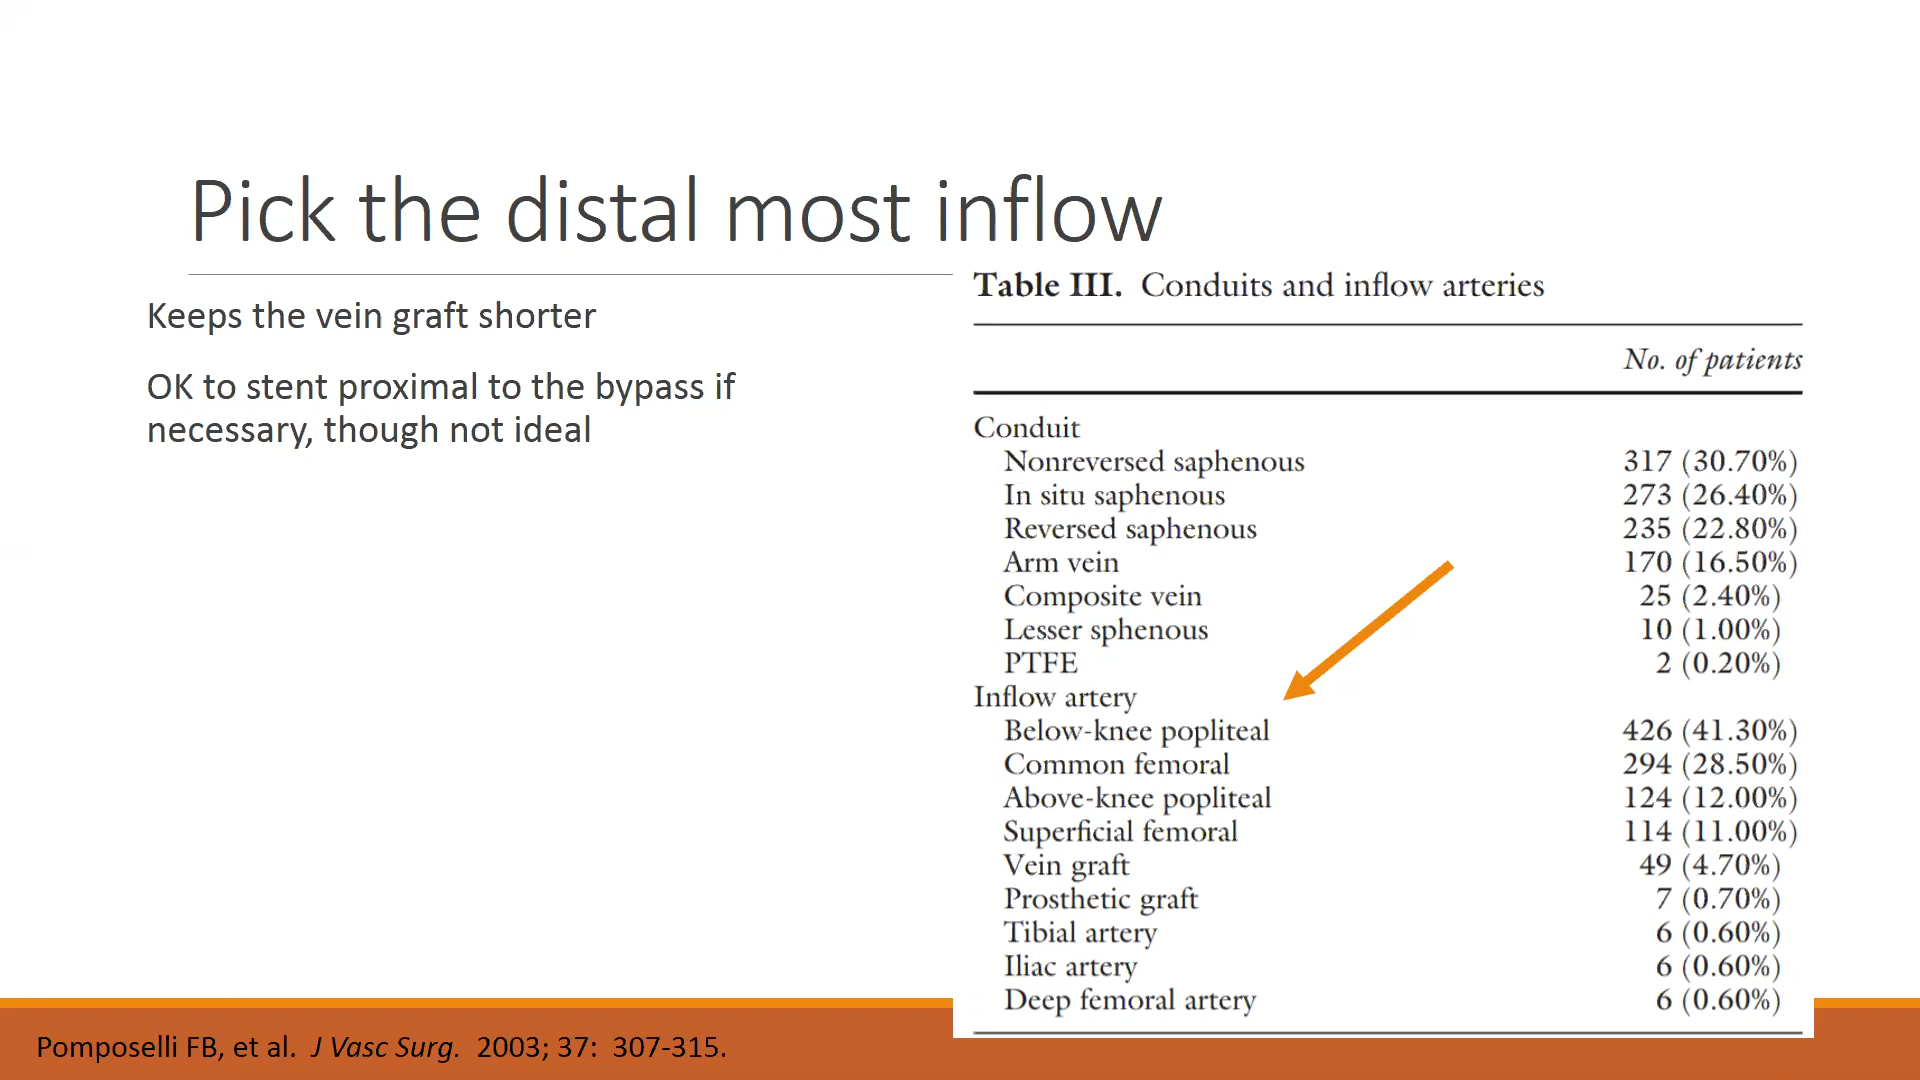 Pick the distal most inflow
Keeps the vein graft shorter
OK to stent proximal to the bypass if
necessary, though not ideal
Table III. Conduits and inflow arteries
No. of patients
Conduit
Nonreversed saphenous 317 (30.70%)
In situ saphenous 273 (26.40%)
Reversed saphenous 235 (22.80%)
Arm vein 170 (16.50%)
Composite vein 25 (2.40%)
Lesser sphenous 10 (1.00%)
PTFE 2 (0.20%)
Inflow artery
Below-knee popliteal 426 (41.30%)
Common femoral 294 (28.50%)
Above-knee popliteal 124 (12.00%)
Superficial femoral 114 (11.00%)
Vein graft 49 (4.70%)
Prosthetic graft 7 (0.70%)
Tibial artery 6 (0.60%)
Iliac artery 6 (0.60%)
Deep femoral artery 6 (0.60%)
Pomposelli FB, et al. J Vasc Surg. 2003; 37: 307-315.